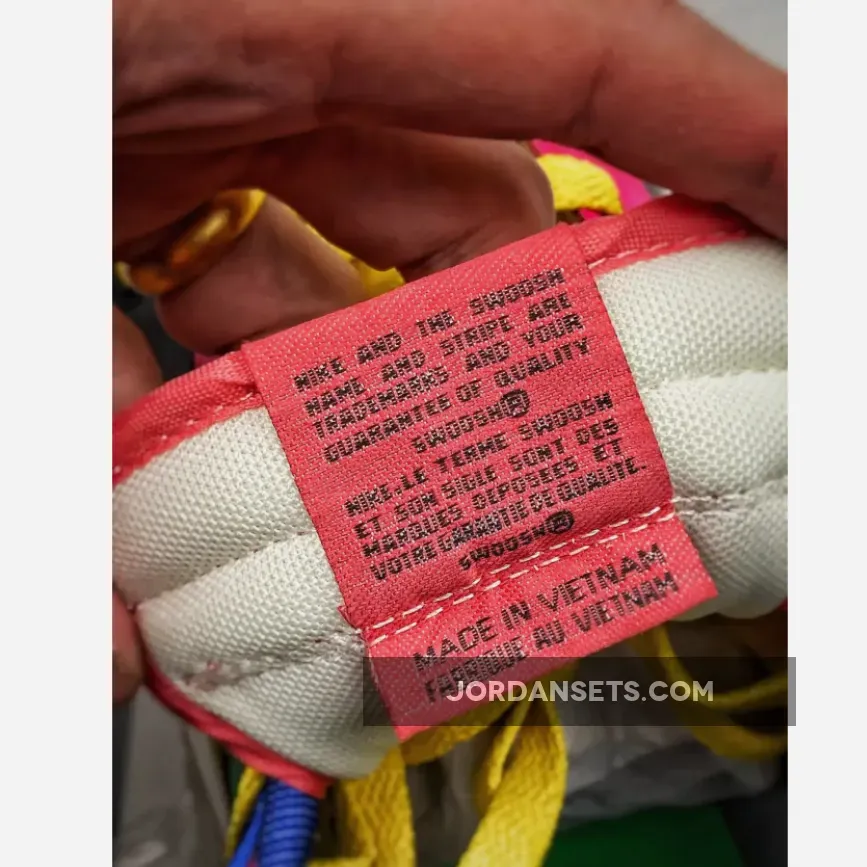 NIKE AND THE SWOOSH
NAME AND STRIPE ARE
TRADEMARKS AND YOUR
GUARANTEE OF QUALITY
SWOOSH®
NIKE.LE TERME SWOOSH
ET SON SIGLE SONT DES
MARQUES DEPOSEES ET
VOTRE GARANTIE DE QUALITE.
SWOOSH®
MADE IN VIETNAM
FABRIQUE AU VIETNAM
JORDANSETS.COM